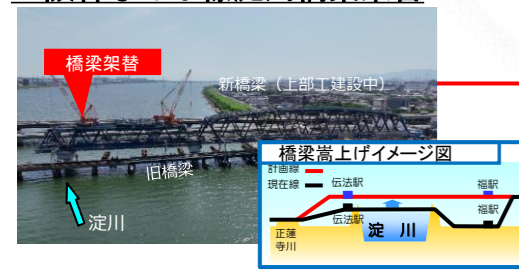 橋梁架替
新橋梁（上部工建設中）
旧橋梁
淀川
橋梁嵩上げイメージ図
計画線
現在線
伝法駅
福駅
伝法駅
福駅
淀 川
正蓮
寺川